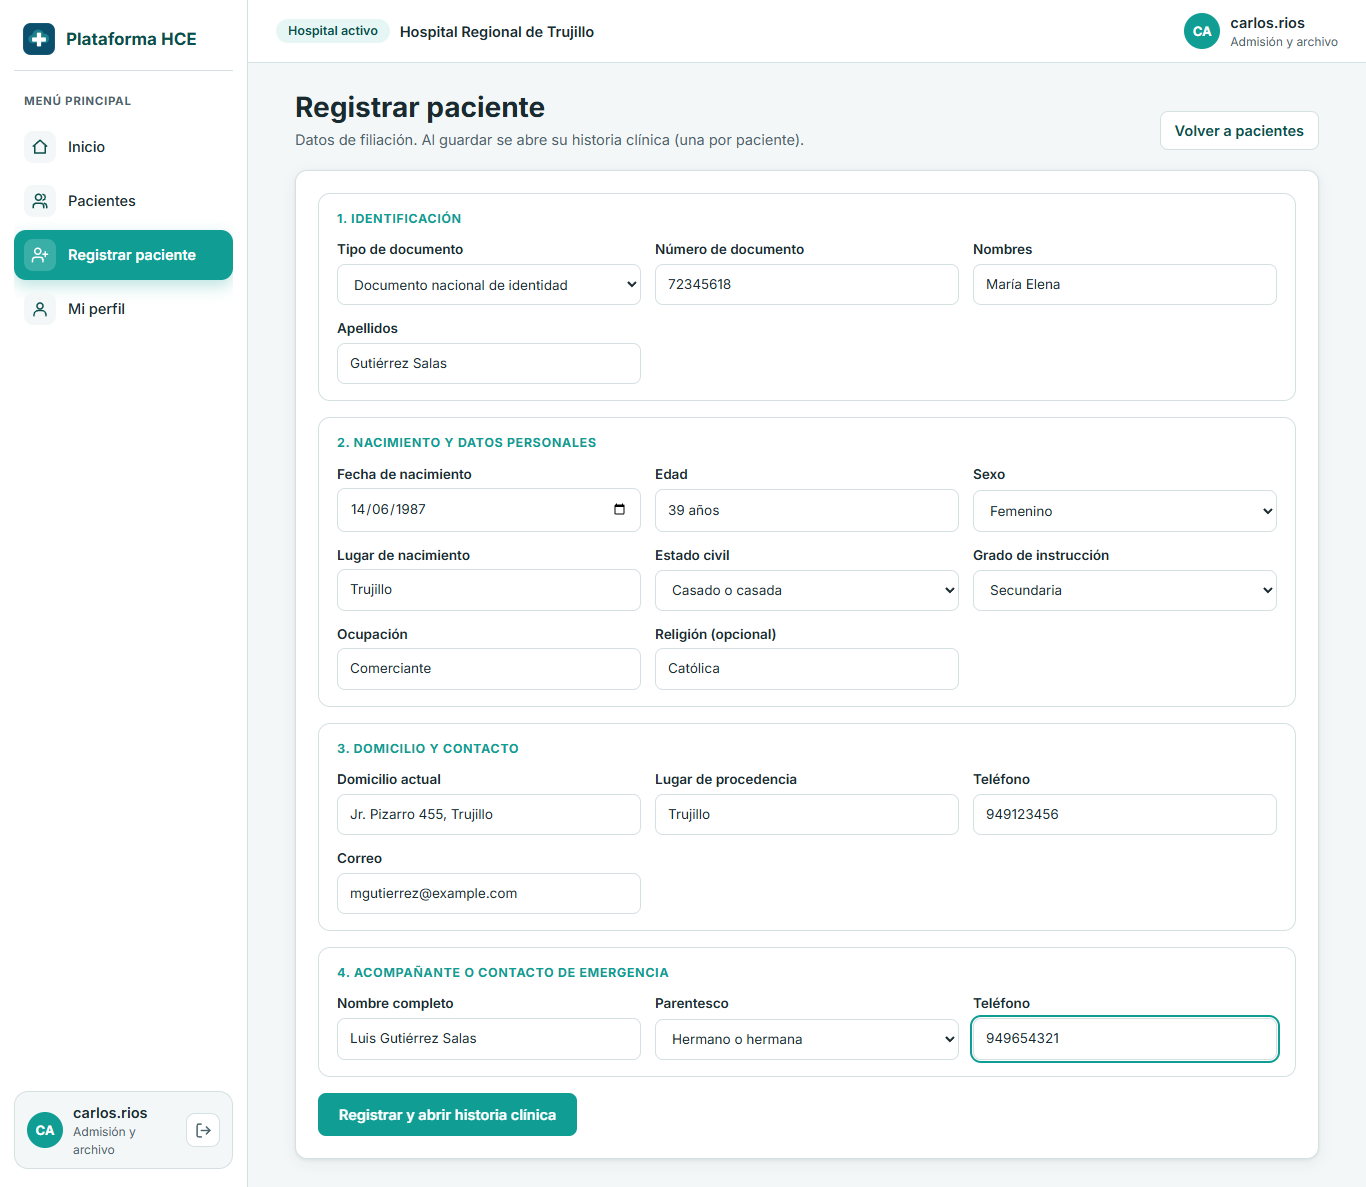 Plataforma HCE
MENÚ PRINCIPAL
Inicio
Pacientes
Registrar paciente
Mi perfil
CA
carlos.rios
Admisión y
archivo
Hospital activo
Hospital Regional de Trujillo
CA
carlos.rios
Admisión y archivo
Registrar paciente
Datos de filiación. Al guardar se abre su historia clínica (una por paciente).
Volver a pacientes
1. IDENTIFICACIÓN
Tipo de documento
Documento nacional de identidad
Número de documento
72345618
Nombres
María Elena
Apellidos
Gutiérrez Salas
2. NACIMIENTO Y DATOS PERSONALES
Fecha de nacimiento
14/06/1987
Edad
39 años
Sexo
Femenino
Lugar de nacimiento
Trujillo
Estado civil
Casado o casada
Grado de instrucción
Secundaria
Ocupación
Comerciante
Religión (opcional)
Católica
3. DOMICILIO Y CONTACTO
Domicilio actual
Jr. Pizarro 455, Trujillo
Lugar de procedencia
Trujillo
Teléfono
949123456
Correo
mgutierrez@example.com
4. ACOMPAÑANTE O CONTACTO DE EMERGENCIA
Nombre completo
Luis Gutiérrez Salas
Parentesco
Hermano o hermana
Teléfono
949654321
Registrar y abrir historia clínica